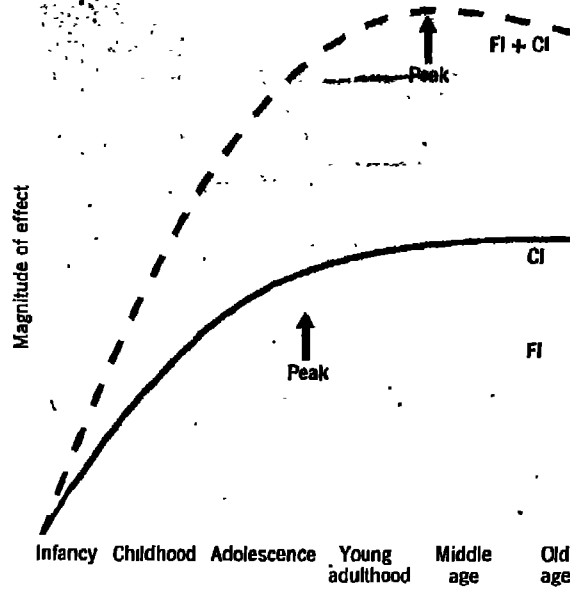 FI + CI
Peak
Magnitude of effect
CI
FI
Peak
Infancy Childhood Adolescence Young adulthood Middle age Old age